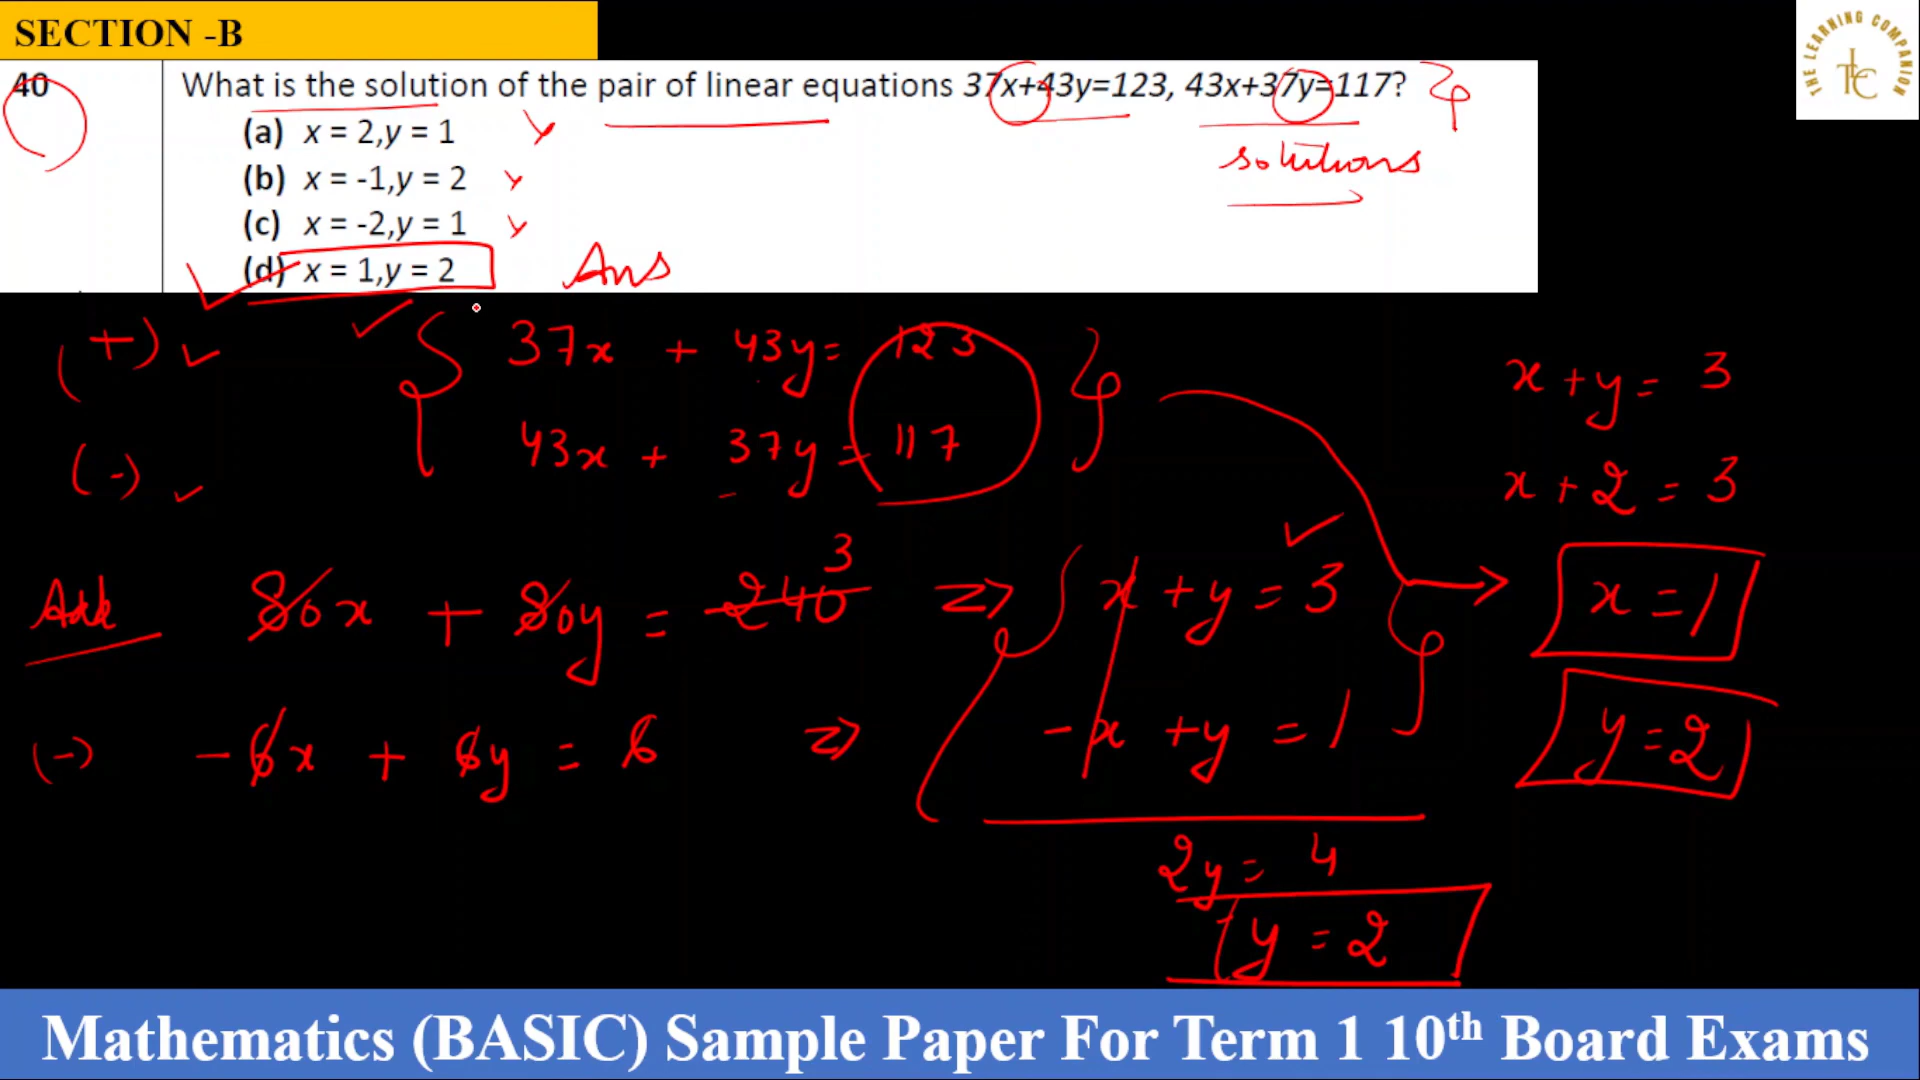 SECTION -B
THE LEARNING COMPANION
TLC
40 What is the solution of the pair of linear equations 37x+43y=123, 43x+37y=117?
solutions
(a) x = 2,y = 1
(b) x = -1,y = 2
(c) x = -2,y = 1
(d) x = 1,y = 2 Ans
(+) 37x + 43y = 123
(-) 43x + 37y = 117
Add 80x + 80y = 240 3 => x + y = 3
(-) -6x + 6y = 6 => -x + y = 1
2y = 4
y = 2
x + y = 3
x + 2 = 3
x = 1
y = 2
Mathematics (BASIC) Sample Paper For Term 1 10th Board Exams